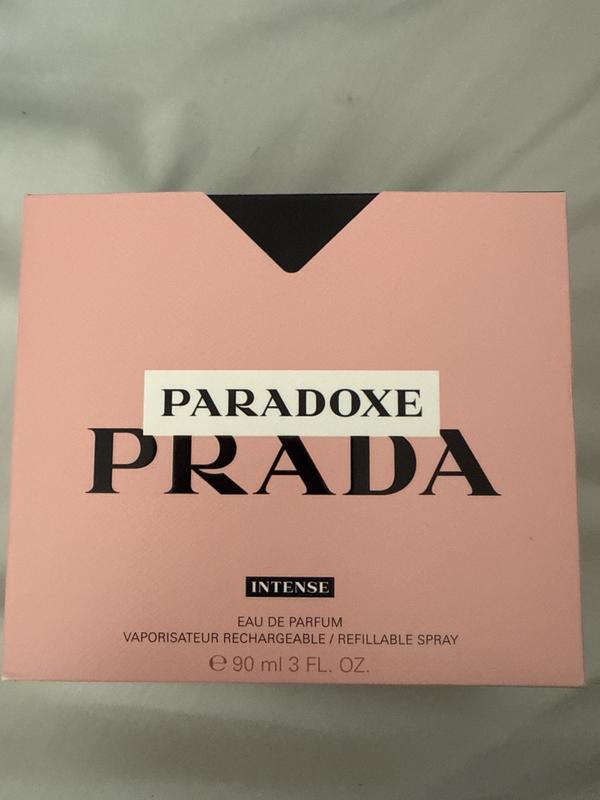 PARADOXE
PRADA
INTENSE
EAU DE PARFUM
VAPORISATEUR RECHARGEABLE / REFILLABLE SPRAY
℮ 90 ml 3 FL. OZ.